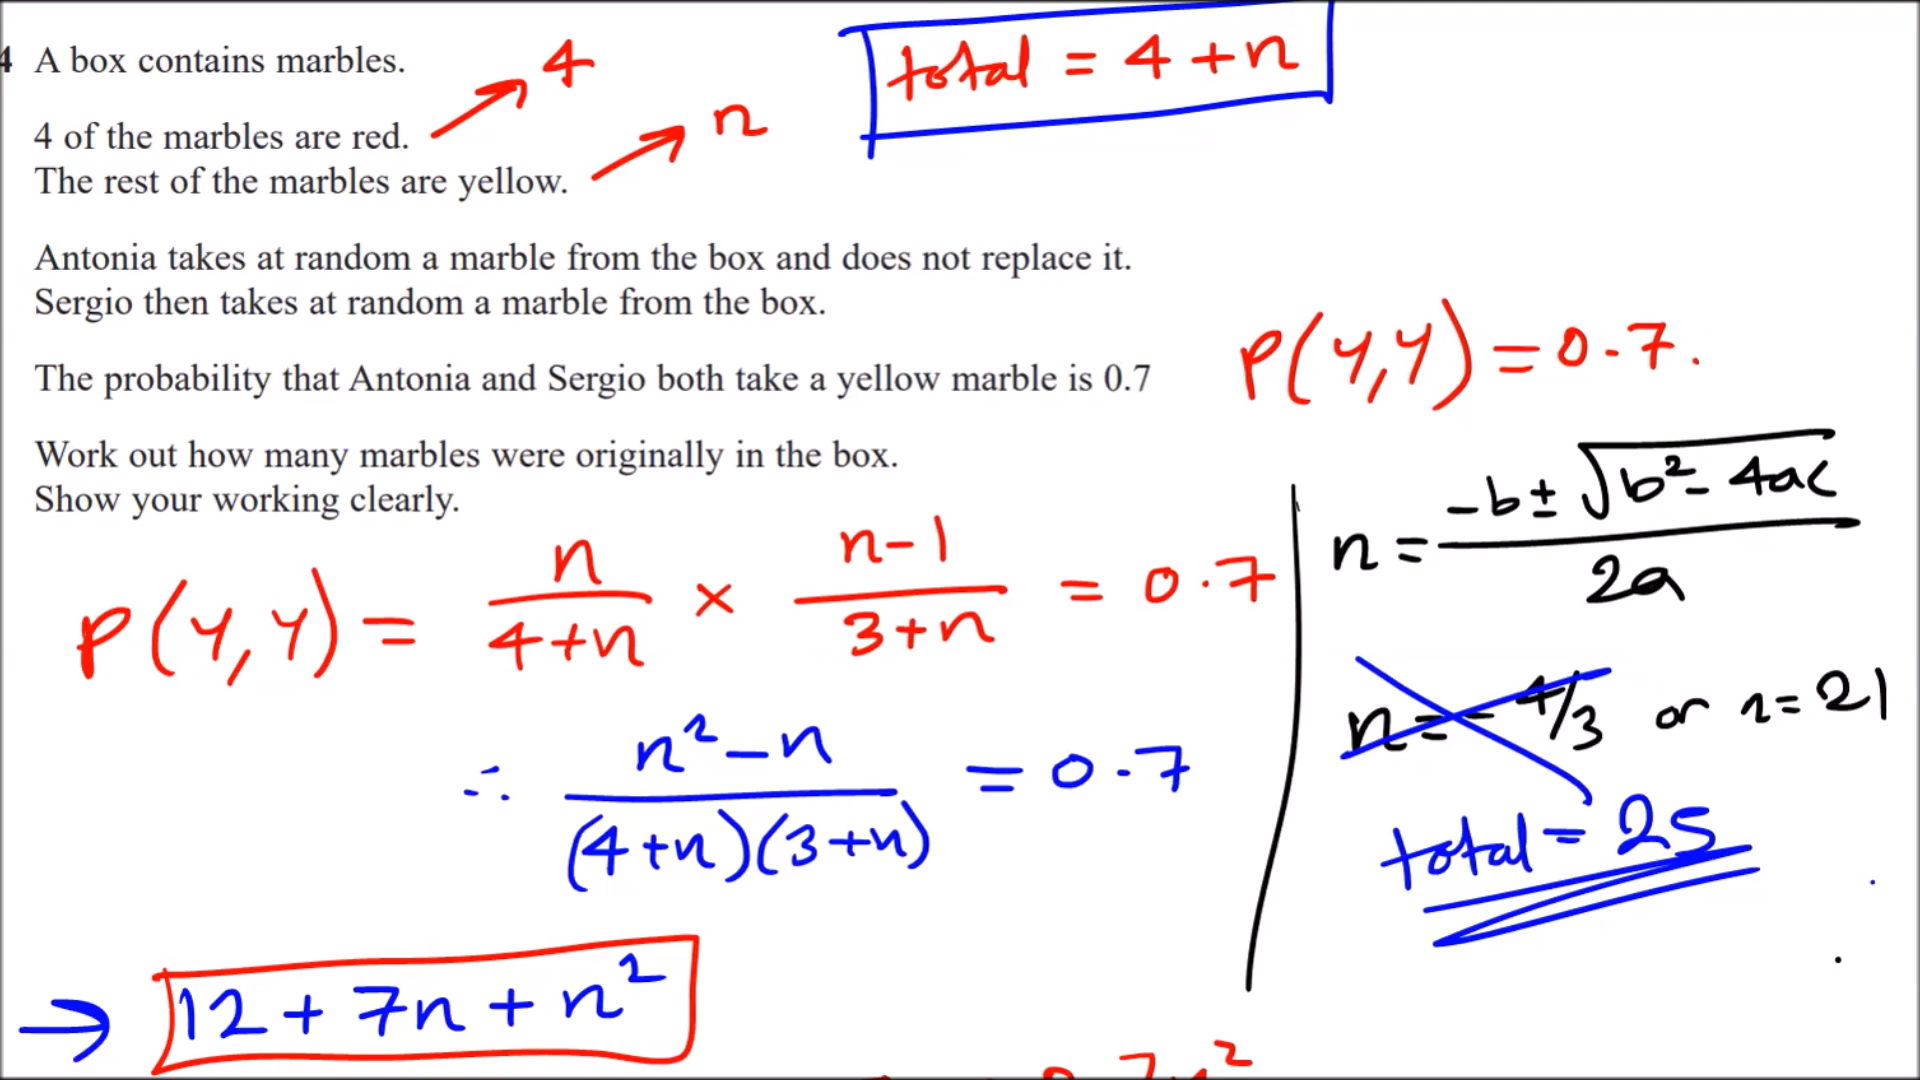 4 A box contains marbles.
4
total = 4 + n
4 of the marbles are red.
n
The rest of the marbles are yellow.
Antonia takes at random a marble from the box and does not replace it.
Sergio then takes at random a marble from the box.
The probability that Antonia and Sergio both take a yellow marble is 0.7
P(Y,Y) = 0.7.
Work out how many marbles were originally in the box.
Show your working clearly.
P(Y,Y) = n/4+n × n-1/3+n = 0.7
∴ n² - n/(4+n)(3+n) = 0.7
→ 12 + 7n + n²
n = -b ± √b² - 4ac/2a
n = -4/3 or n = 21
total = 25